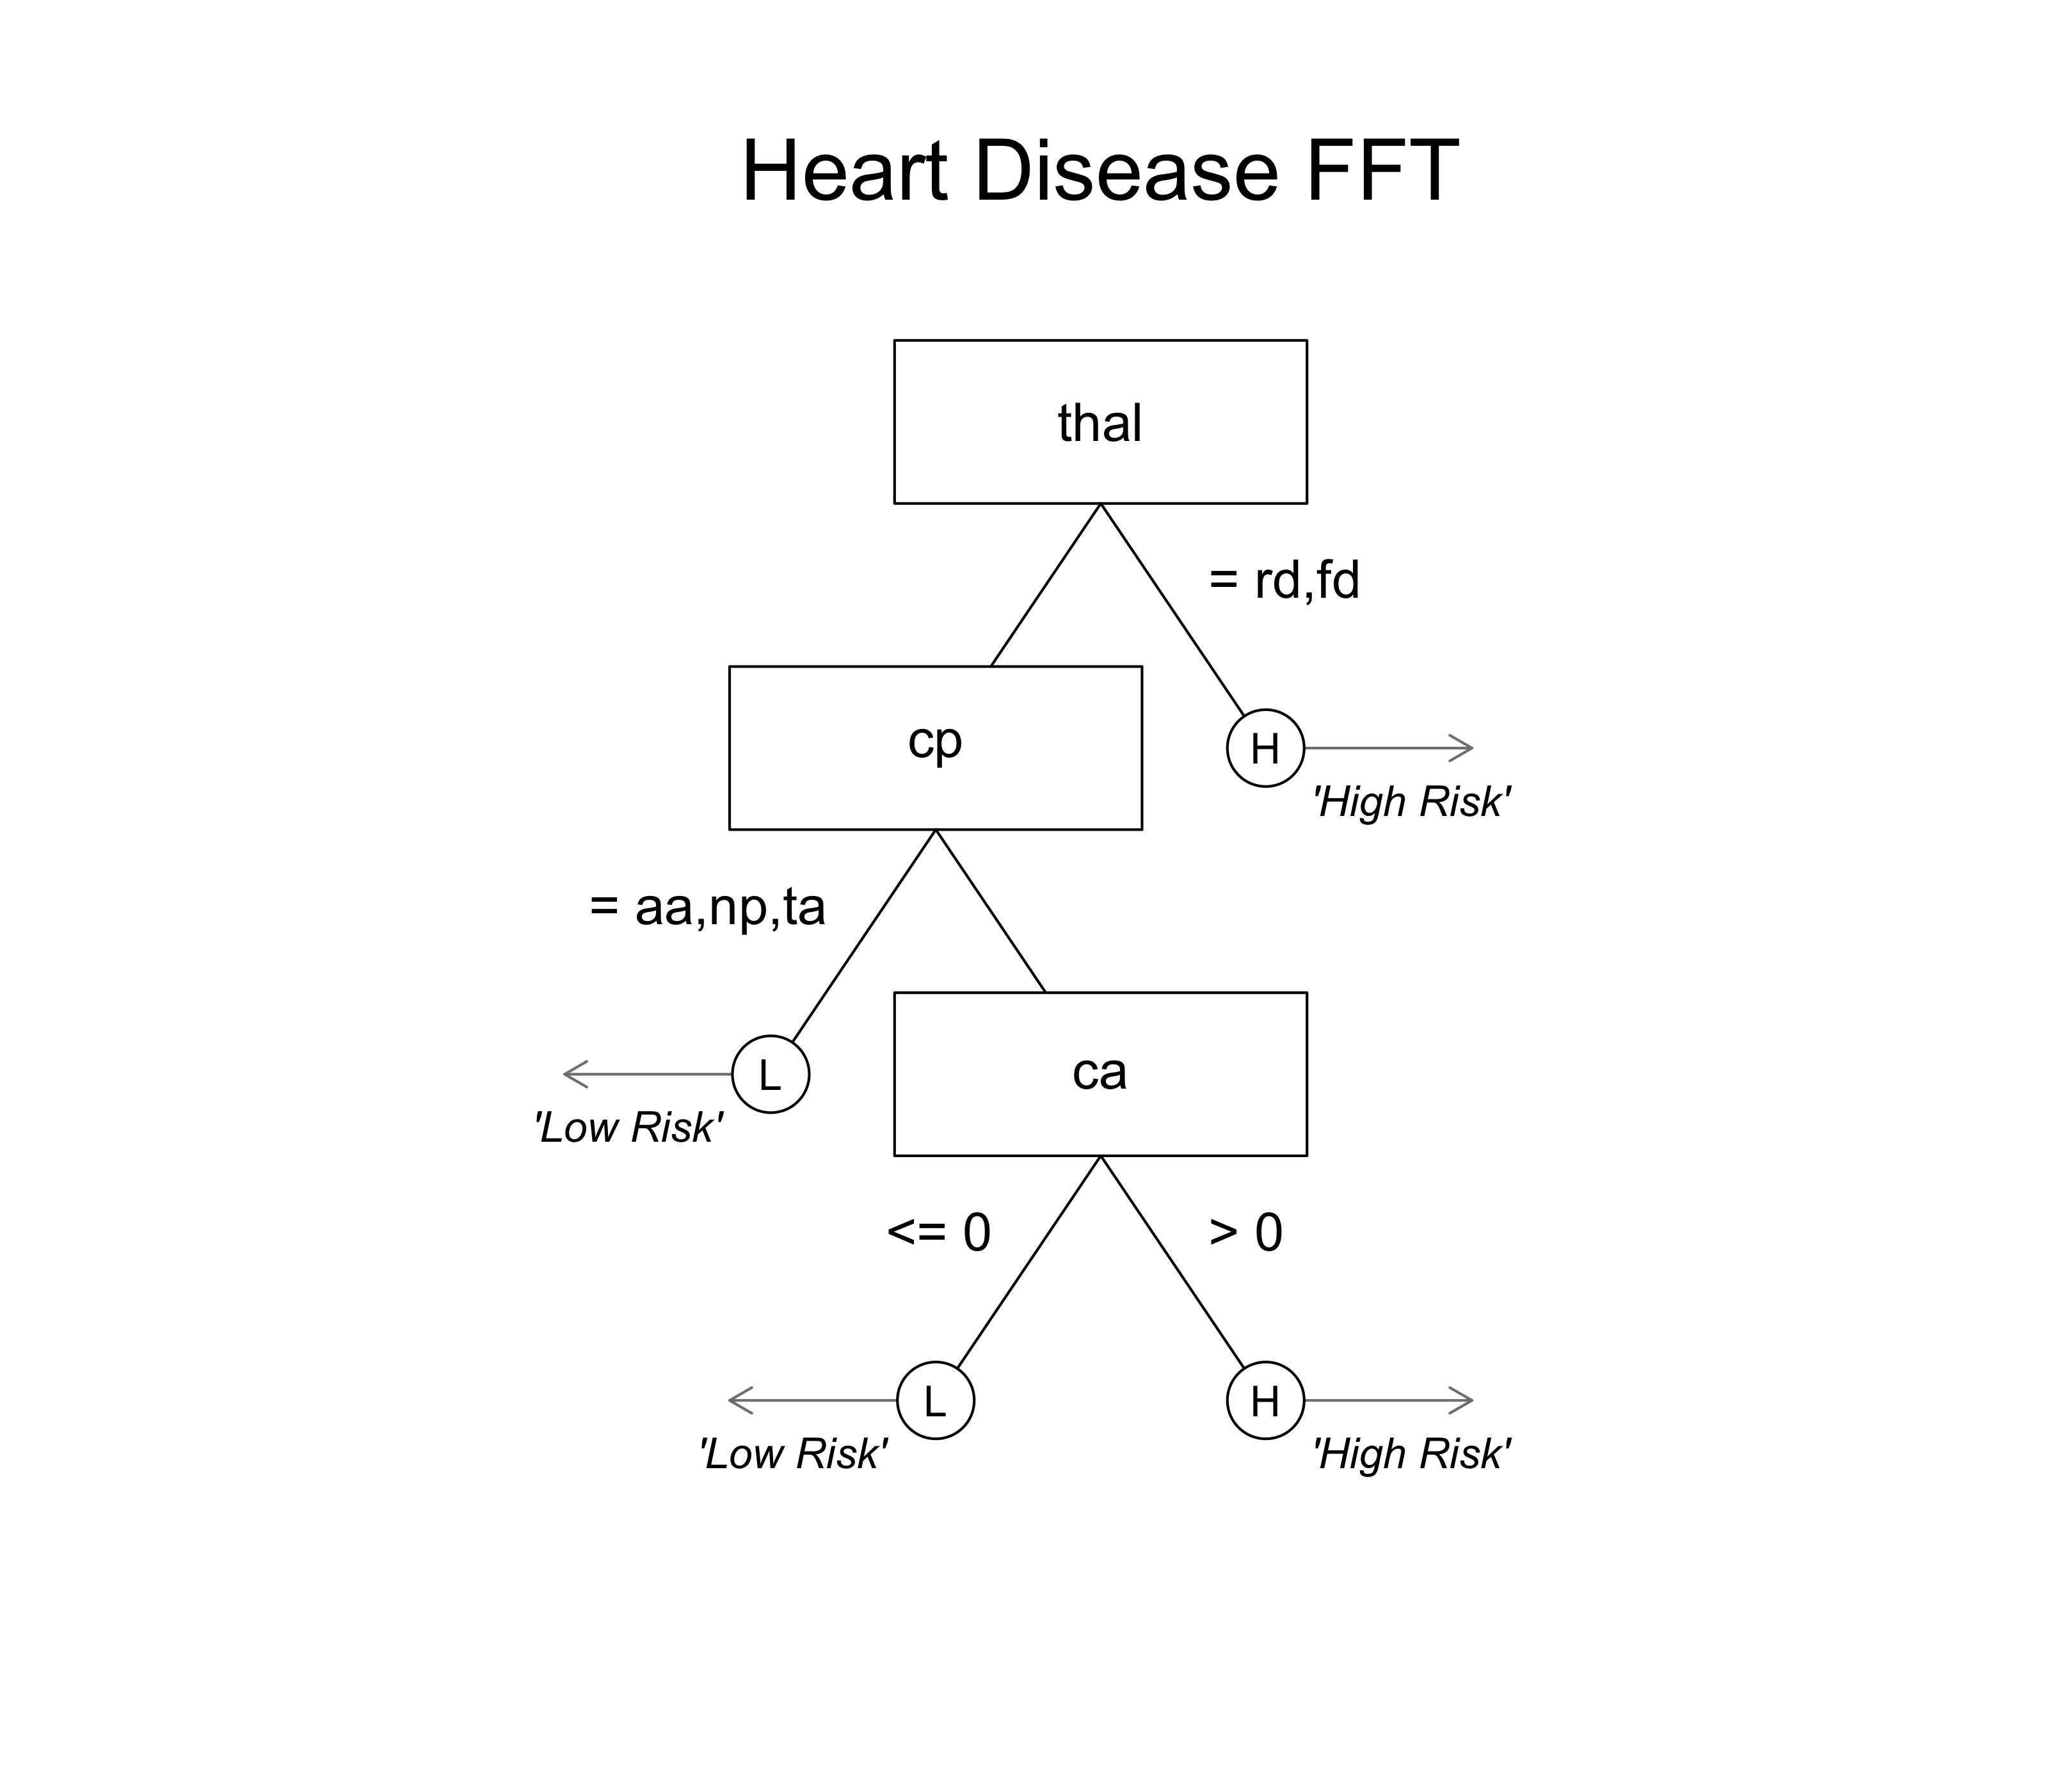 Heart Disease FFT
thal
= rd,fd
cp
H
'High Risk'
= aa,np,ta
L
'Low Risk'
ca
<= 0
> 0
L
'Low Risk'
H
'High Risk'